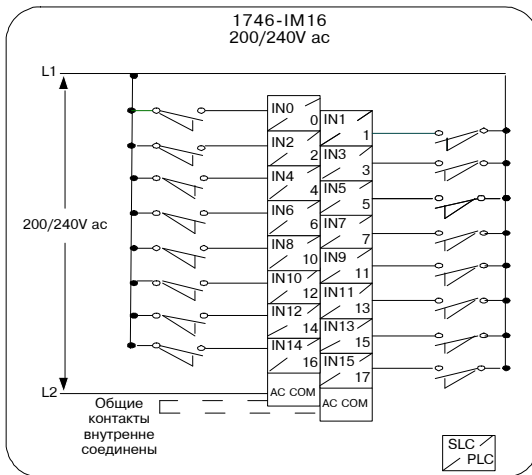 1746-IM16
200/240V ac
L1
IN0
0
IN1
1
IN2
2
IN3
3
IN4
4
IN5
5
200/240V ac
IN6
6
IN7
7
IN8
10
IN9
11
IN10
12
IN11
13
IN12
14
IN13
15
IN14
16
IN15
17
L2
AC COM
AC COM
Общие
контакты
внутренне
соединены
SLC
PLC